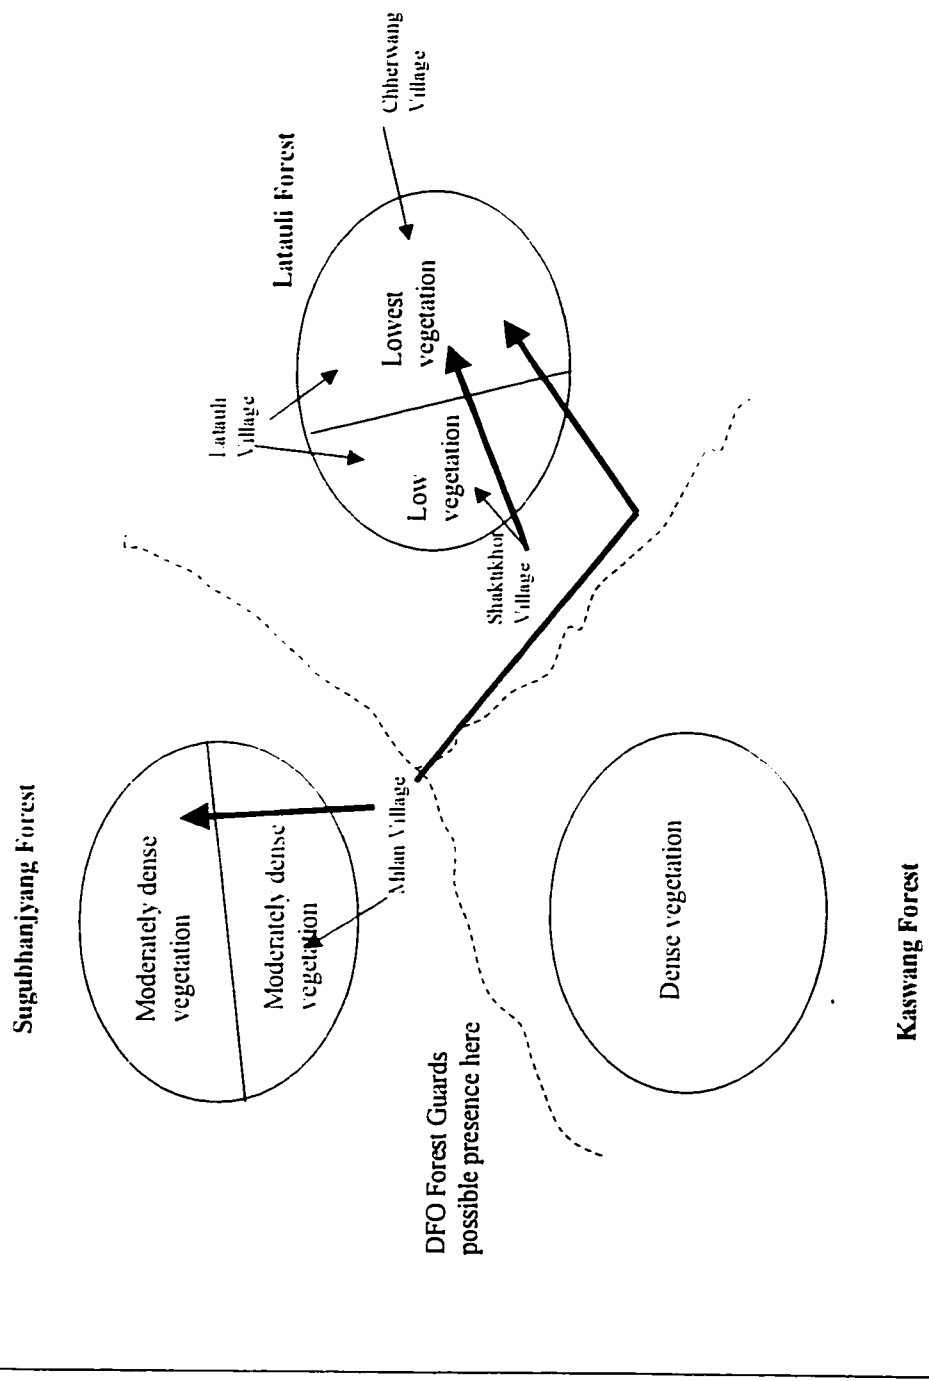 Sugubhanjyang Forest
Moderately dense
vegetation
Moderately dense
vegetation
Milan Village
DFO Forest Guards
possible presence here
Latauli Forest
Latauli
Village
Chherwang
Village
Low
vegetation
Lowest
vegetation
Shaktikhor
Village
Dense vegetation
Kaswang Forest